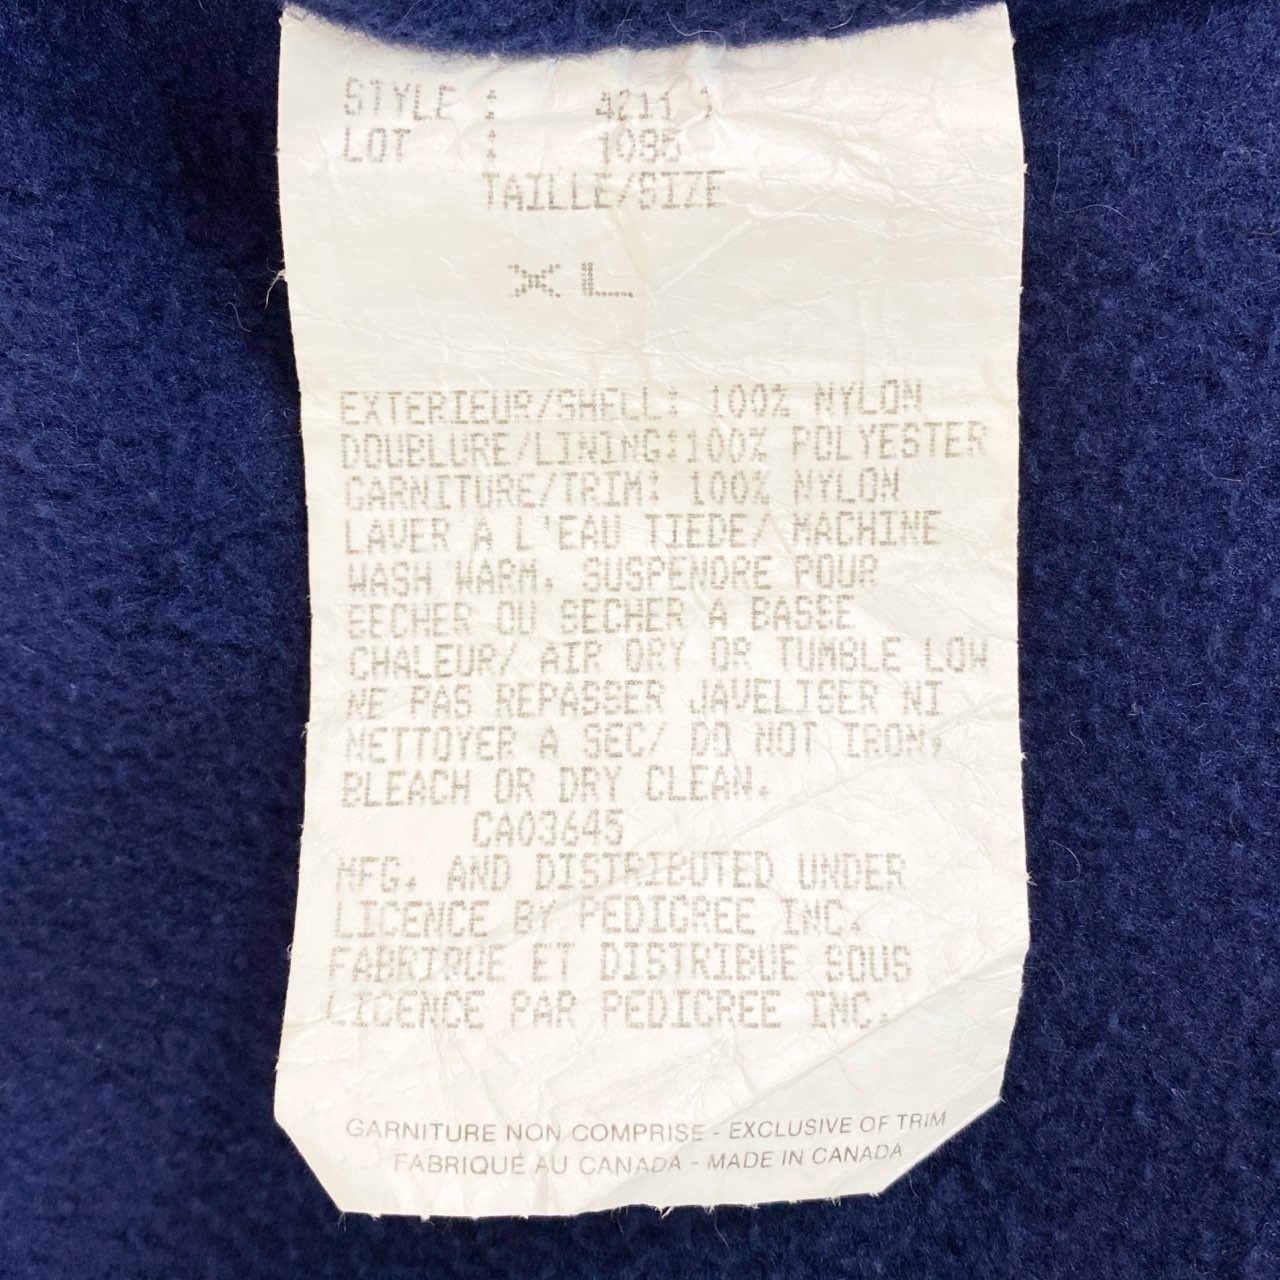 STYLE :
LOT :
TAILLE/SIZE
XL
EXTERIEUR/SHELL: 100% NYLON
DOUBLURE/LINING:100% POLYESTER
GARNITURE/TRIM: 100% NYLON
LAVER A L'EAU TIEDE/ MACHINE
WASH WARM. SUSPENDRE POUR
SECHER OU SECHER A BASSE
CHALEUR/ AIR DRY OR TUMBLE LOW
NE PAS REPASSER JAVELISER NI
NETTOYER A SEC/ DO NOT IRON,
BLEACH OR DRY CLEAN.
CA03645
MFG. AND DISTRIBUTED UNDER
LICENCE BY PEDIGREE INC.
FABRIQUE ET DISTRIBUE SOUS
LICENCE PAR PEDIGREE INC.
GARNITURE NON COMPRISE - EXCLUSIVE OF TRIM
FABRIQUÉ AU CANADA - MADE IN CANADA